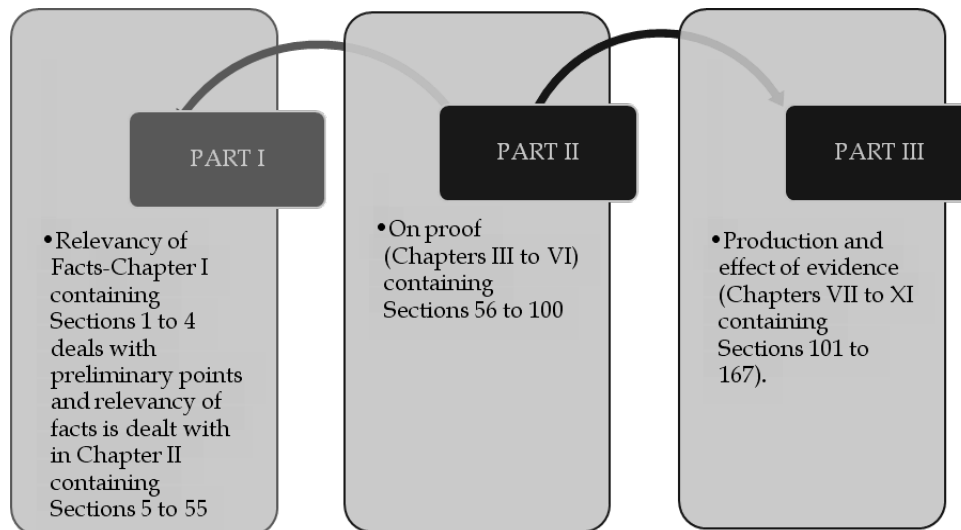 PART I
• Relevancy of
Facts-Chapter I
containing
Sections 1 to 4
deals with
preliminary points
and relevancy of
facts is dealt with
in Chapter II
containing
Sections 5 to 55
PART II
• On proof
(Chapters III to VI)
containing
Sections 56 to 100
PART III
• Production and
effect of evidence
(Chapters VII to XI
containing
Sections 101 to
167).